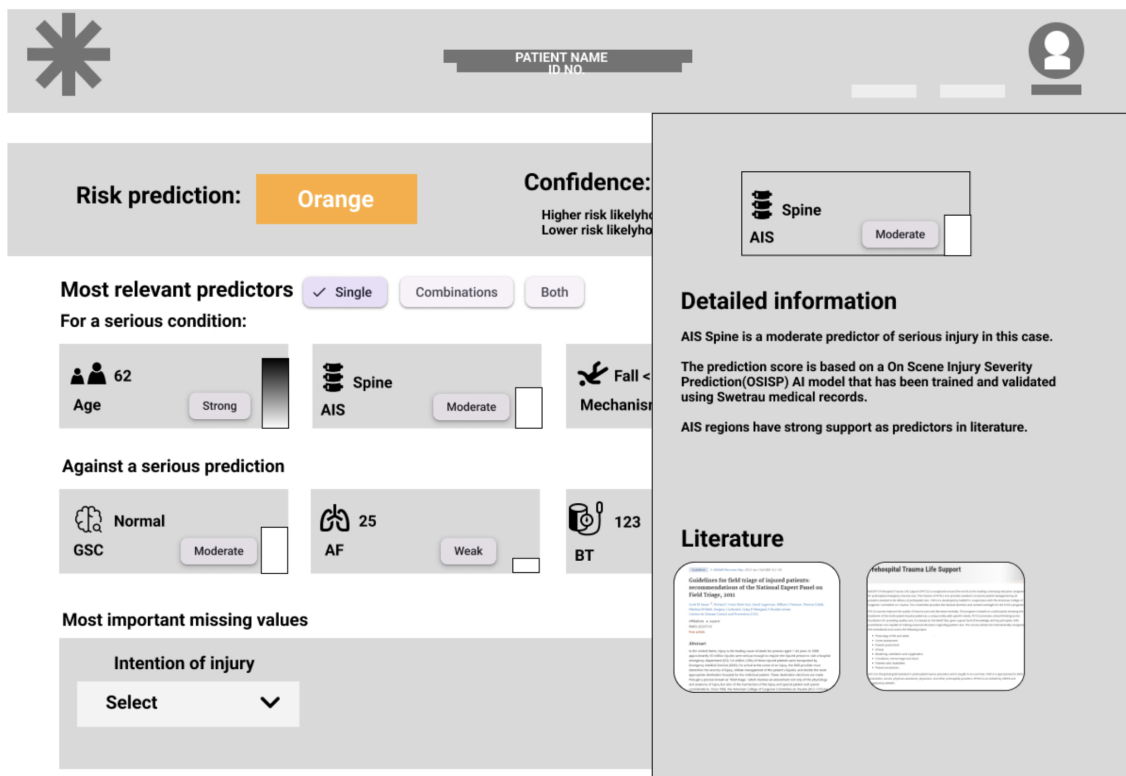 PATIENT NAME
ID NO.
Risk prediction:
Orange
Confidence:
Higher risk likelyho
Lower risk likelyho
Most relevant predictors
Single
Combinations
Both
For a serious condition:
62
Age
Strong
Spine
AIS
Moderate
Fall <
Mechanisr
Against a serious prediction
Normal
GSC
Moderate
25
AF
Weak
123
BT
Most important missing values
Intention of injury
Select
Spine
AIS
Moderate
Detailed information
AIS Spine is a moderate predictor of serious injury in this case.
The prediction score is based on a On Scene Injury Severity
Prediction(OSISP) AI model that has been trained and validated
using Swetrau medical records.
AIS regions have strong support as predictors in literature.
Literature
Guidelines for field triage of injured patients:
recommendations of the National Expert Panel on
Field Triage, 2011
Abstract
ehospital Trauma Life Support